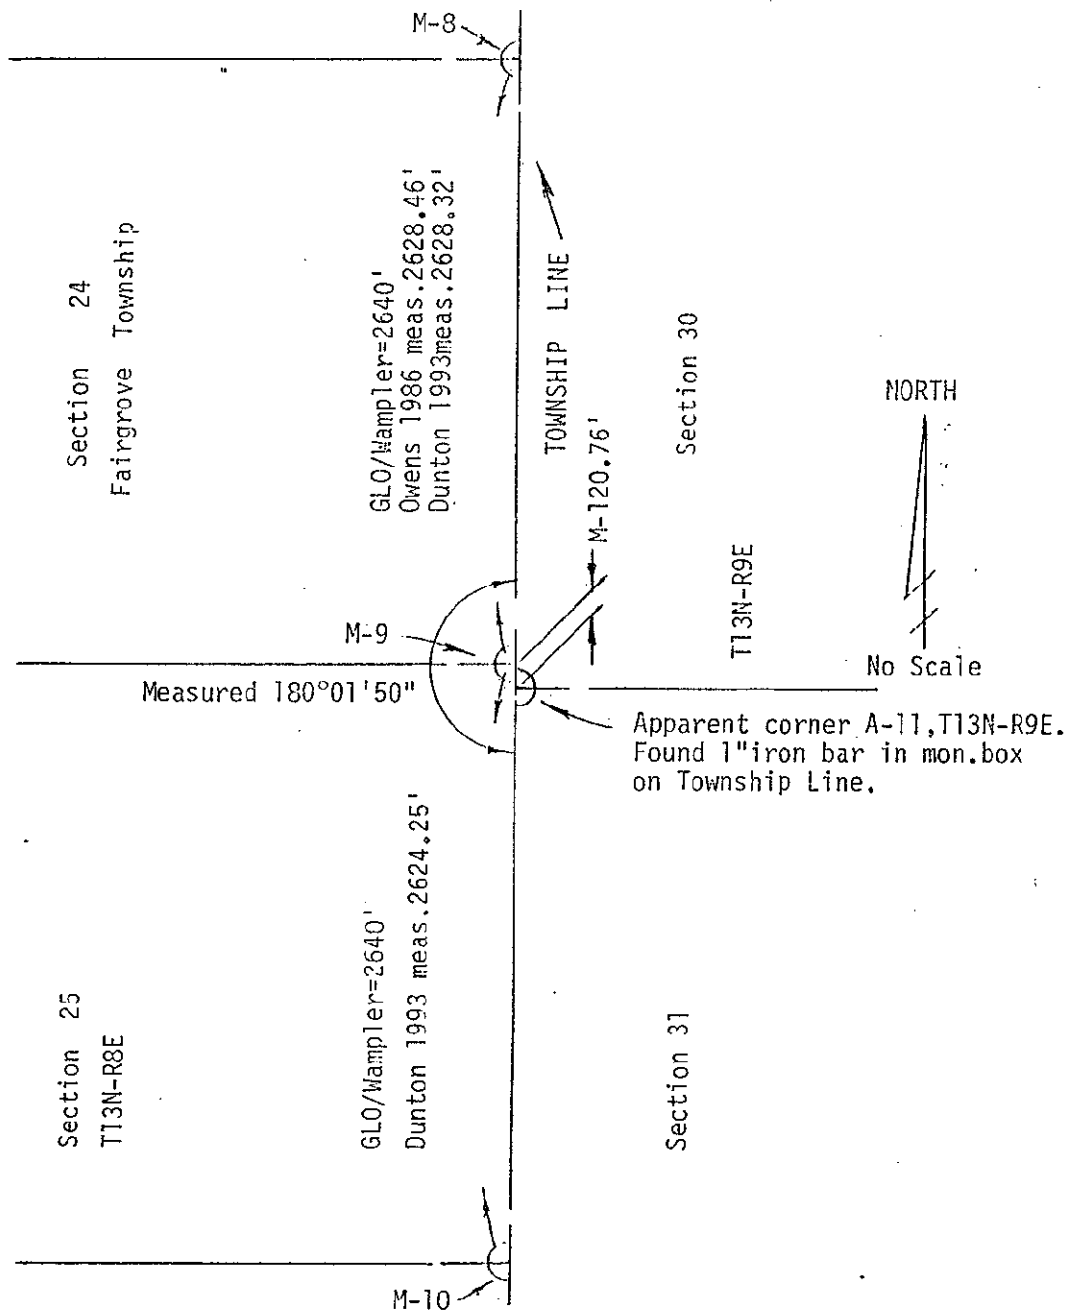 M-8
Section 24
Fairgrove Township
GLO/Wampler=2640'
Owens 1986 meas.2628.46'
Dunton 1993meas.2628.32'
TOWNSHIP LINE
Section 30
NORTH
M-120.76'
T13N-R9E
M-9
No Scale
Measured 180°01'50"
Apparent corner A-11,T13N-R9E.
Found 1"iron bar in mon.box
on Township Line.
Section 25
T13N-R8E
GLO/Wampler=2640'
Dunton 1993 meas.2624.25'
Section 31
M-10